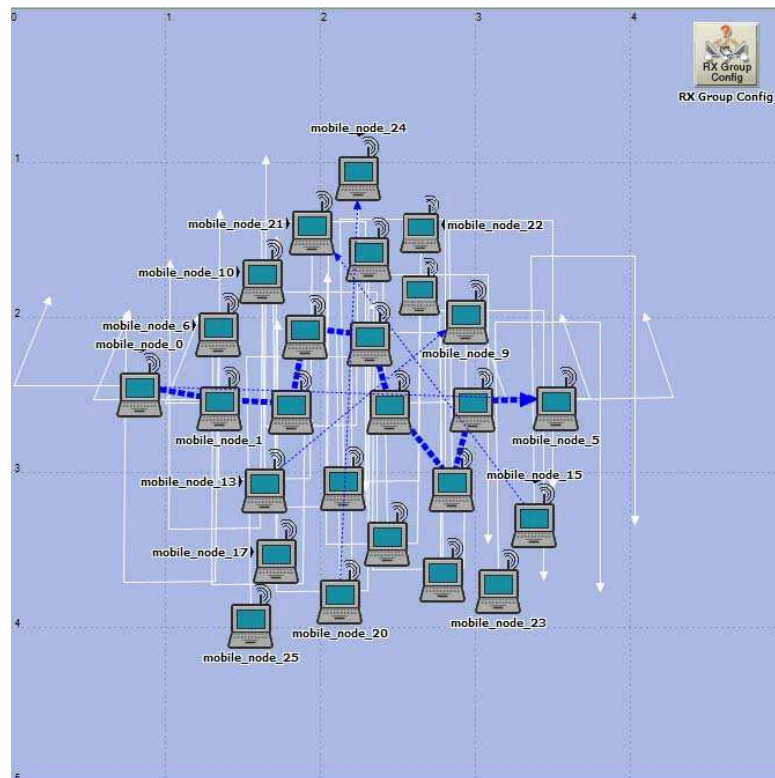 0
1
2
3
4
RX Group
Config
RX Group Config
mobile_node_24
1
mobile_node_21
mobile_node_22
mobile_node_10
2
mobile_node_6
mobile_node_0
mobile_node_9
mobile_node_1
mobile_node_5
3
mobile_node_13
mobile_node_15
mobile_node_17
mobile_node_20
mobile_node_23
4
mobile_node_25